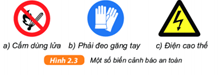 a) Cấm dùng lửa b) Phải đeo găng tay c) Điện cao thế
Hình 2.3 Một số biển cảnh báo an toàn